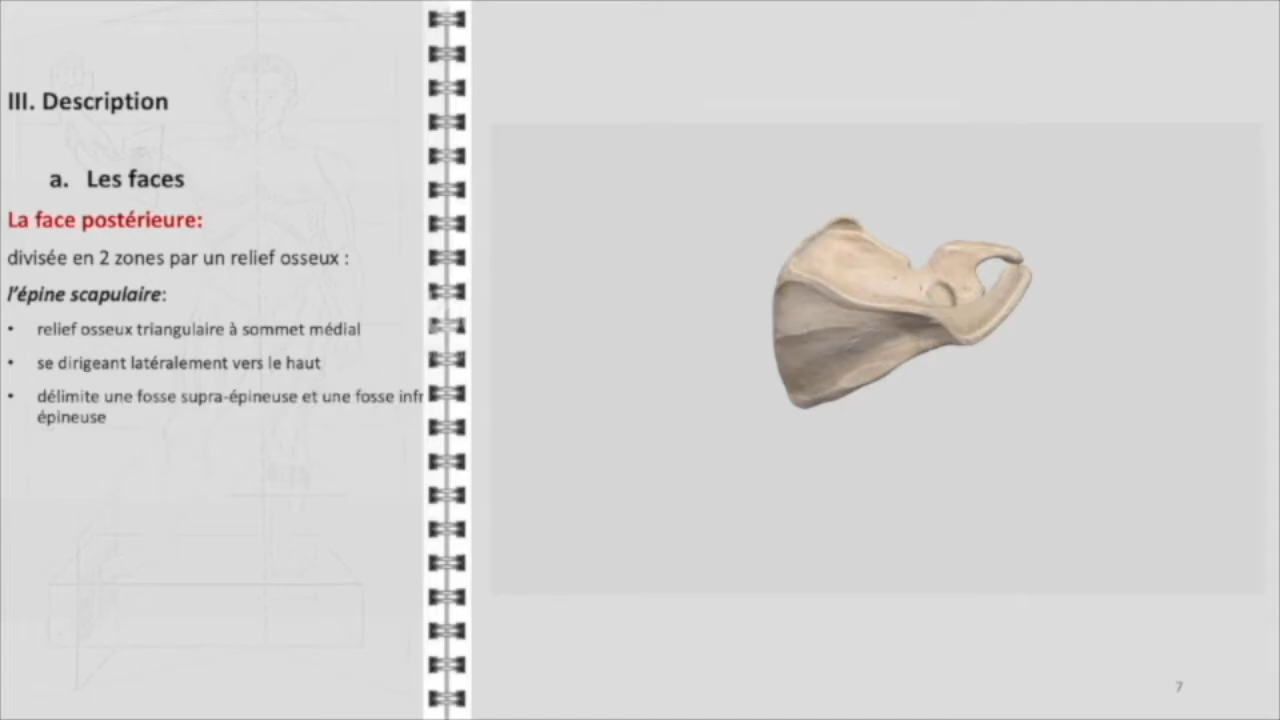 III. Description
a. Les faces
La face postérieure:
divisée en 2 zones par un relief osseux :
l'épine scapulaire:
• relief osseux triangulaire à sommet médial
• se dirigeant latéralement vers le haut
• délimite une fosse supra-épineuse et une fosse infr
épineuse
7